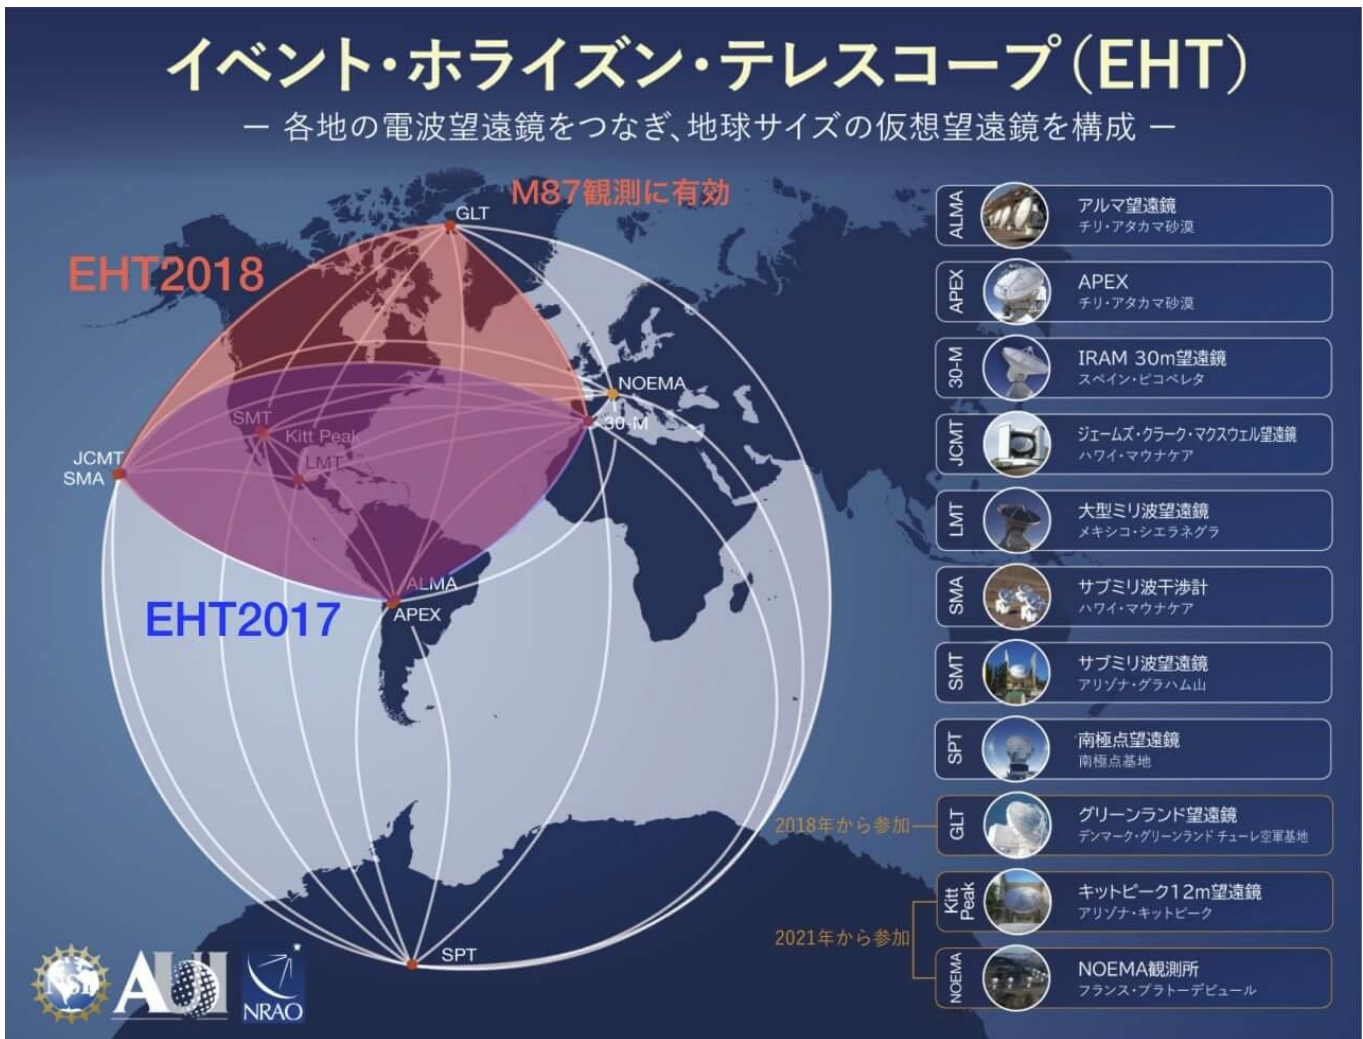 イベント・ホライズン・テレスコープ(EHT)
— 各地の電波望遠鏡をつなぎ、地球サイズの仮想望遠鏡を構成 —
M87観測に有効
GLT
EHT2018
NOEMA
30-M
SMT
Kitt Peak
LMT
JCMT
SMA
ALMA
APEX
EHT2017
SPT
ALMA
アルマ望遠鏡
チリ・アタカマ砂漠
APEX
APEX
チリ・アタカマ砂漠
30-M
IRAM 30m望遠鏡
スペイン・ピコベレタ
JCMT
ジェームズ・クラーク・マクスウェル望遠鏡
ハワイ・マウナケア
LMT
大型ミリ波望遠鏡
メキシコ・シエラネグラ
SMA
サブミリ波干渉計
ハワイ・マウナケア
SMT
サブミリ波望遠鏡
アリゾナ・グラハム山
SPT
南極点望遠鏡
南極点基地
2018年から参加
GLT
グリーンランド望遠鏡
デンマーク・グリーンランド チューレ空軍基地
2021年から参加
Kitt
Peak
キットピーク12m望遠鏡
アリゾナ・キットピーク
NOEMA
NOEMA観測所
フランス・プラトーデビュール
NSF
AUI
NRAO